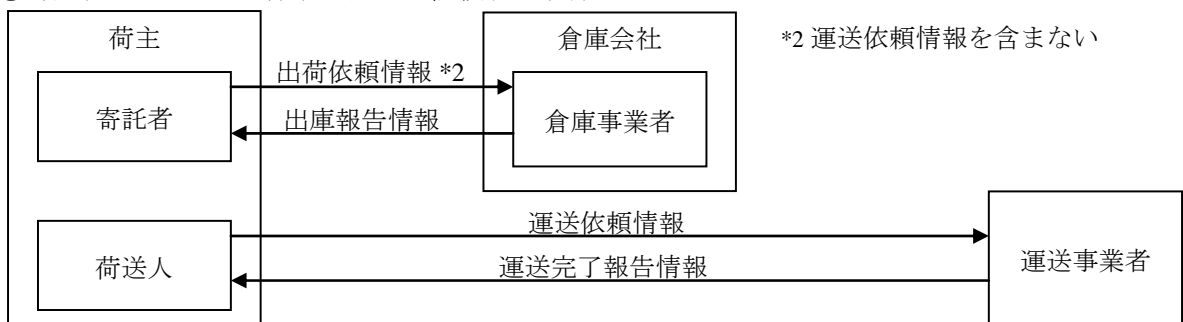 荷主
倉庫会社
*2 運送依頼情報を含まない
出荷依頼情報 *2
寄託者
倉庫事業者
出庫報告情報
運送依頼情報
荷送人
運送事業者
運送完了報告情報